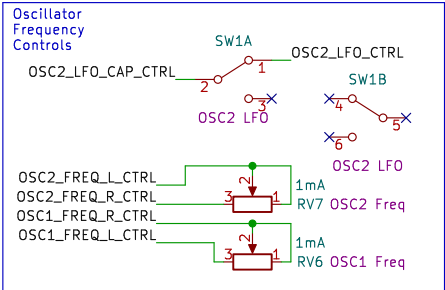 Oscillator
Frequency
Controls
SW1A
OSC2_LFO_CTRL
1
OSC2_LFO_CAP_CTRL
2
3
OSC2 LFO
SW1B
4
5
6
OSC2 LFO
OSC2_FREQ_L_CTRL
2
1mA
OSC2_FREQ_R_CTRL
3
1
RV7 OSC2 Freq
OSC1_FREQ_R_CTRL
OSC1_FREQ_L_CTRL
2
1mA
3
1
RV6 OSC1 Freq